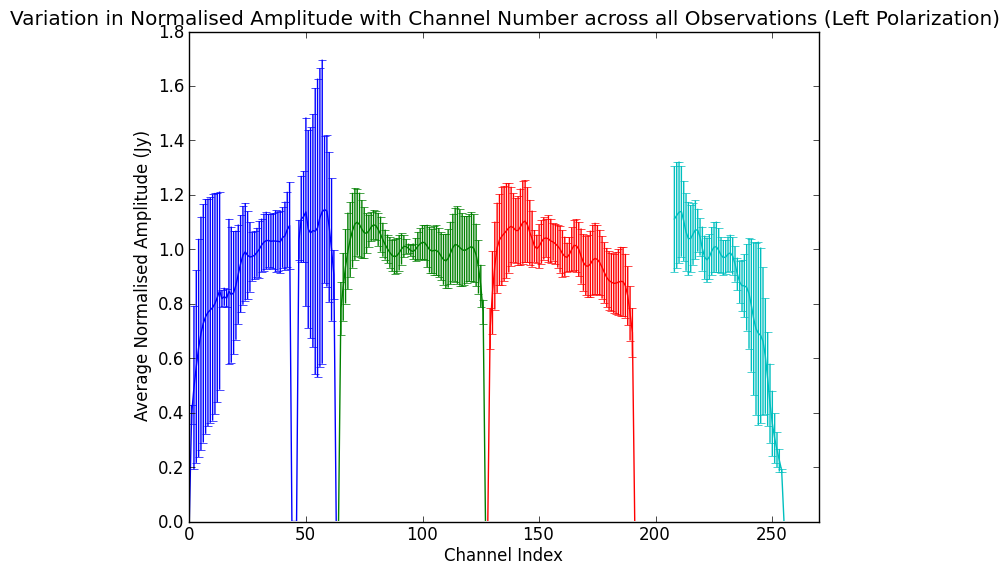 Variation in Normalised Amplitude with Channel Number across all Observations (Left Polarization)
1.8
1.6
1.4
1.2
1.0
0.8
0.6
0.4
0.2
0.0
Average Normalised Amplitude (Jy)
0 50 100 150 200 250
Channel Index